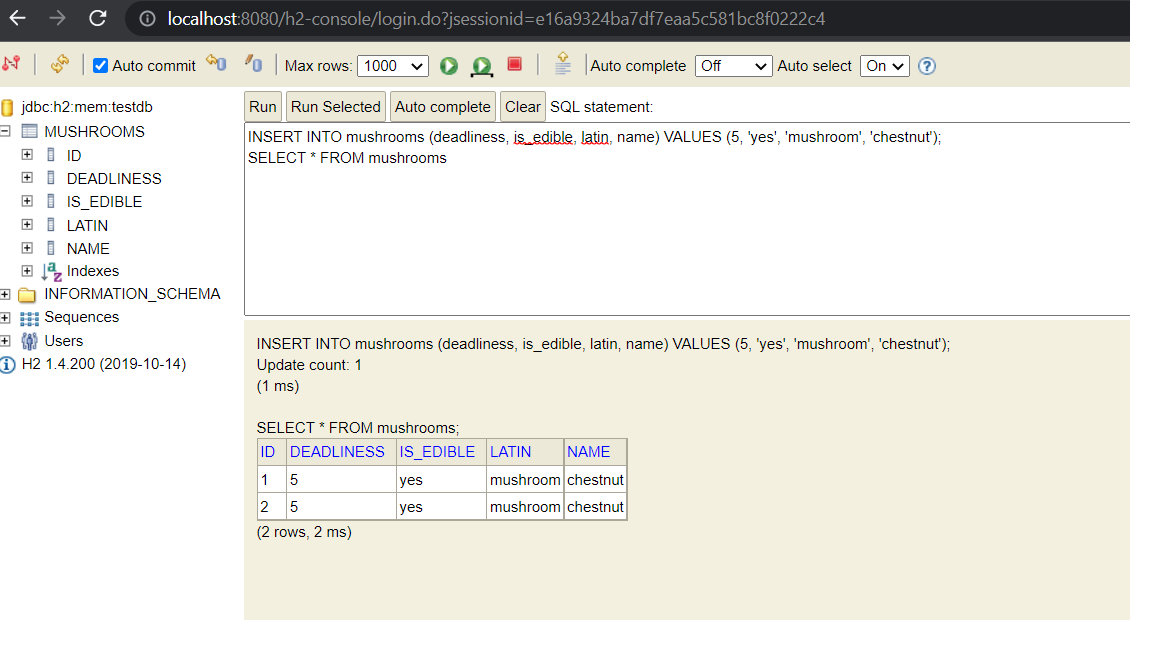 localhost:8080/h2-console/login.do?jsessionid=e16a9324ba7df7eaa5c581bc8f0222c4
Auto commit Max rows: 1000 Auto complete Off Auto select On
jdbc:h2:mem:testdb
MUSHROOMS
ID
DEADLINESS
IS_EDIBLE
LATIN
NAME
Indexes
INFORMATION_SCHEMA
Sequences
Users
H2 1.4.200 (2019-10-14)
Run Run Selected Auto complete Clear SQL statement:
INSERT INTO mushrooms (deadliness, is_edible, latin, name) VALUES (5, 'yes', 'mushroom', 'chestnut');
SELECT * FROM mushrooms
INSERT INTO mushrooms (deadliness, is_edible, latin, name) VALUES (5, 'yes', 'mushroom', 'chestnut');
Update count: 1
(1 ms)
SELECT * FROM mushrooms;
ID DEADLINESS IS_EDIBLE LATIN NAME
1 5 yes mushroom chestnut
2 5 yes mushroom chestnut
(2 rows, 2 ms)